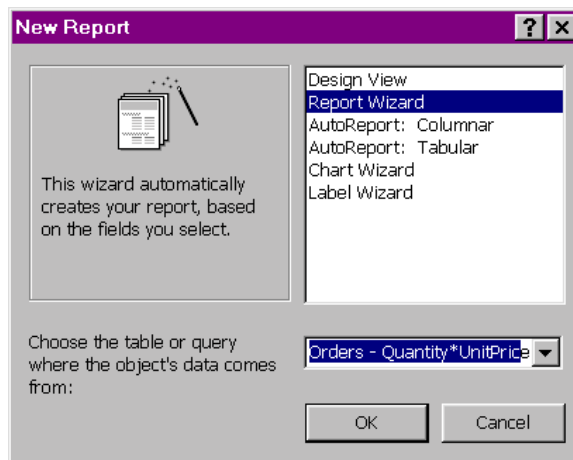 New Report
Design View
Report Wizard
AutoReport: Columnar
AutoReport: Tabular
Chart Wizard
Label Wizard
This wizard automatically
creates your report, based
on the fields you select.
Choose the table or query
where the object's data comes
from:
Orders - Quantity*UnitPrice
OK
Cancel